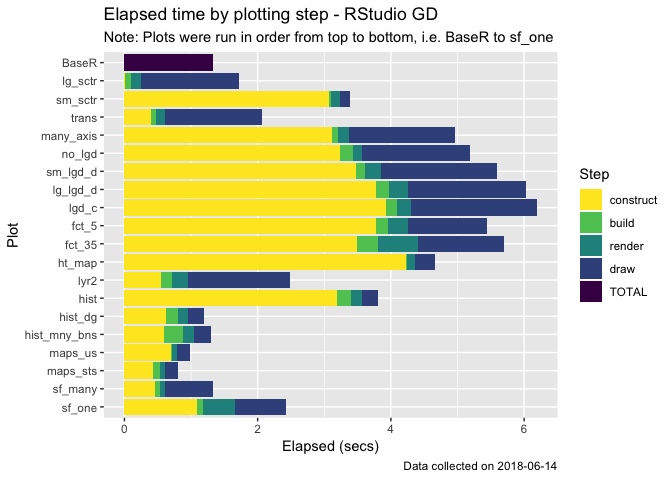 Elapsed time by plotting step - RStudio GD
Note: Plots were run in order from top to bottom, i.e. BaseR to sf_one
Plot
BaseR
lg_sctr
sm_sctr
trans
many_axis
no_lgd
sm_lgd_d
lg_lgd_d
lgd_c
fct_5
fct_35
ht_map
lyr2
hist
hist_dg
hist_mny_bns
maps_us
maps_sts
sf_many
sf_one
0 2 4 6
Elapsed (secs)
Step
construct
build
render
draw
TOTAL
Data collected on 2018-06-14